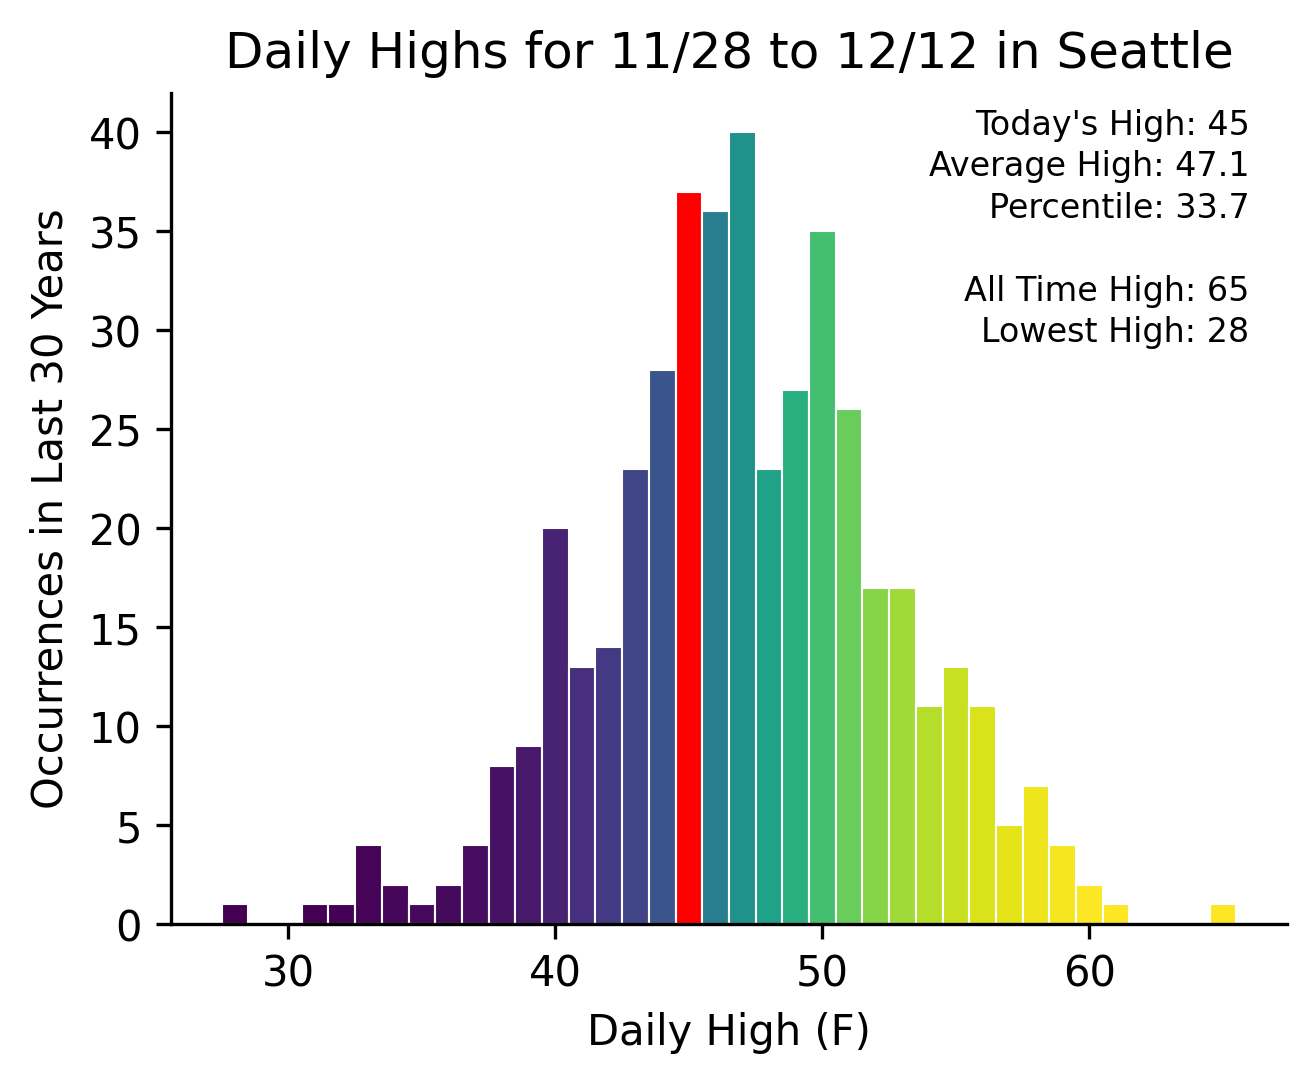 Daily Highs for 11/28 to 12/12 in Seattle
Today's High: 45
Average High: 47.1
Percentile: 33.7
All Time High: 65
Lowest High: 28
Occurrences in Last 30 Years
40
35
30
25
20
15
10
5
0
30 40 50 60
Daily High (F)